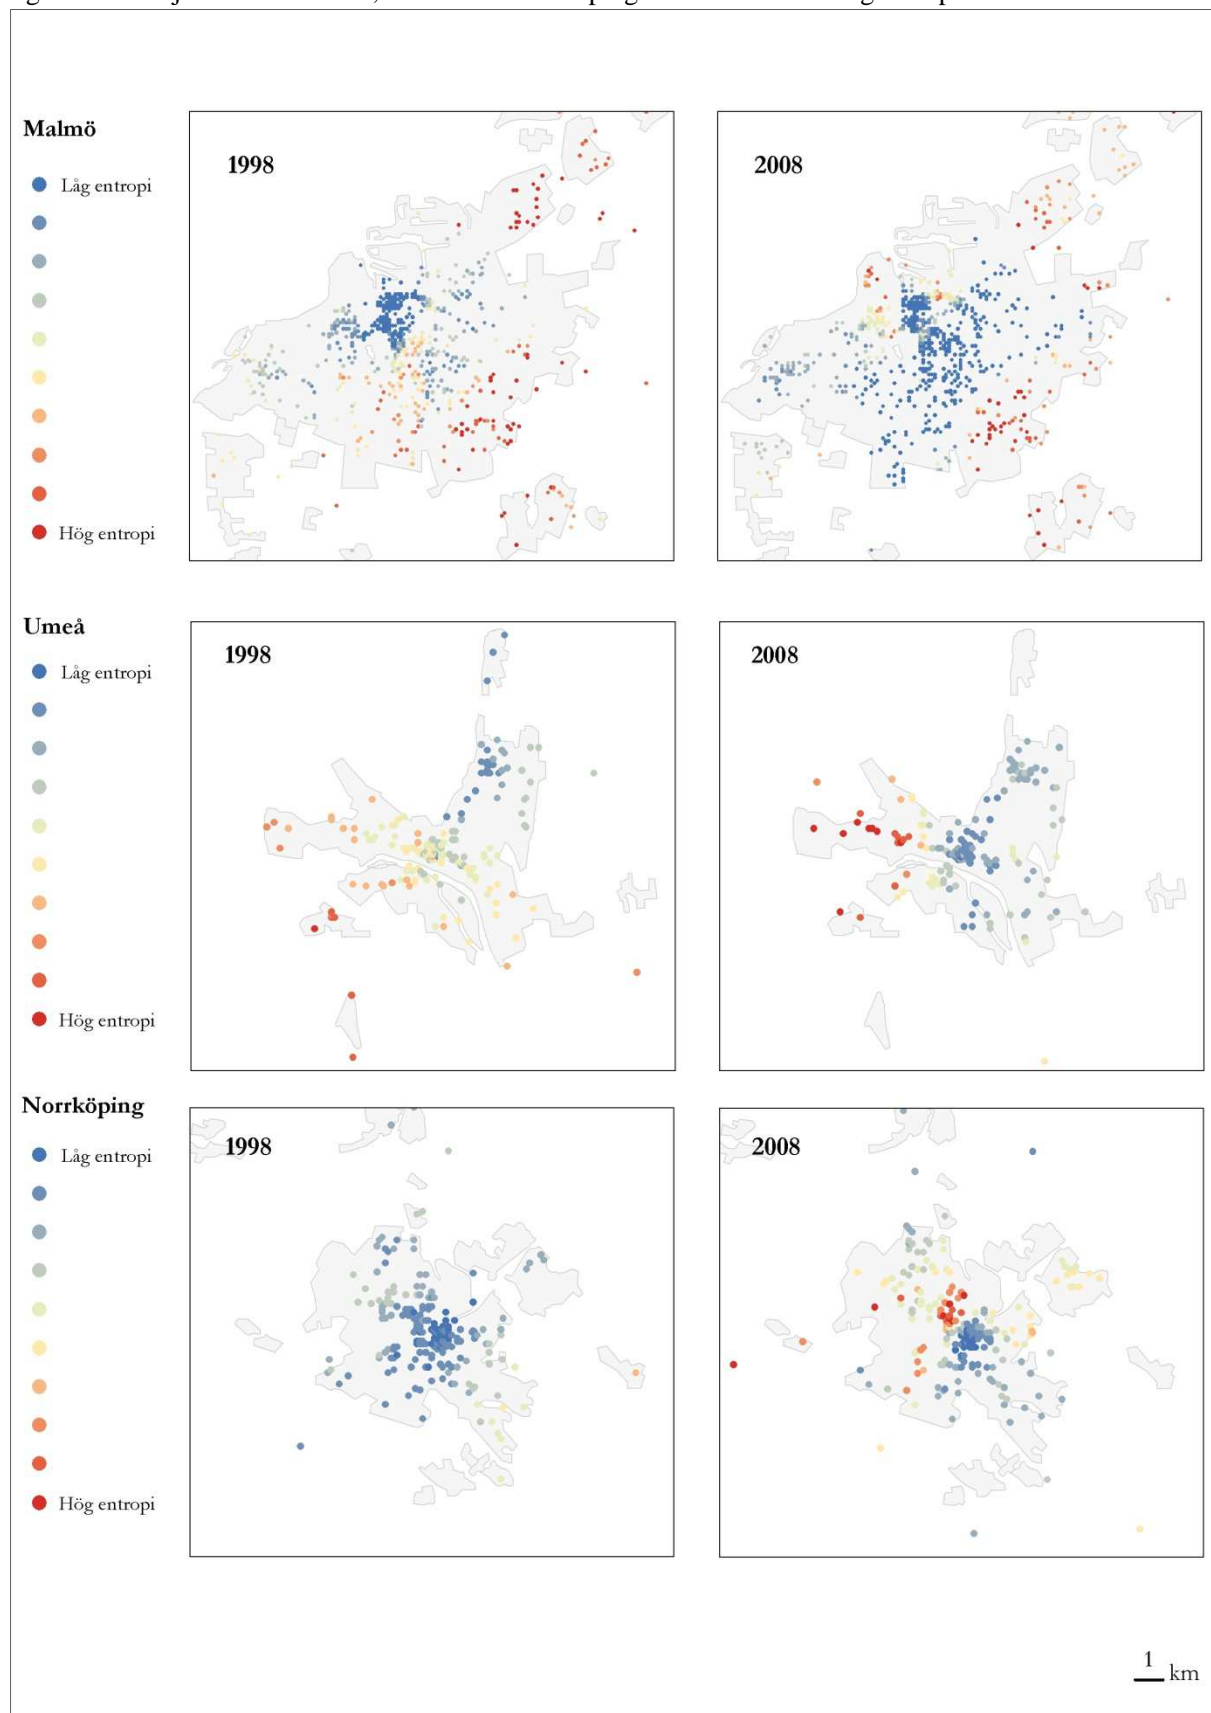 Malmö
1998
2008
Låg entropi
Hög entropi
Umeå
1998
2008
Låg entropi
Hög entropi
Norrköping
1998
2008
Låg entropi
Hög entropi
1
km